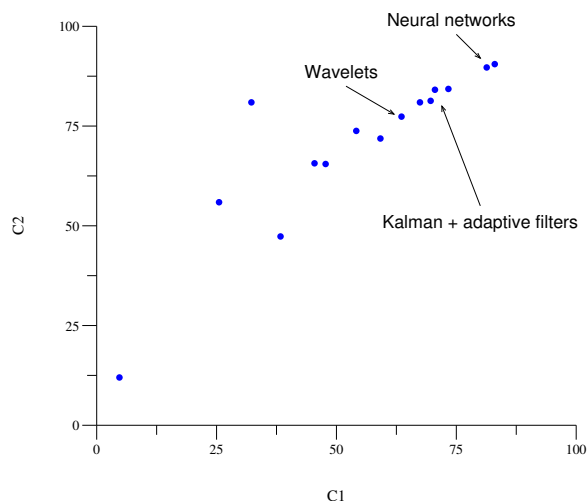 Neural networks
100
Wavelets
75
C2
Kalman + adaptive filters
50
25
0
0 25 50 75 100
C1